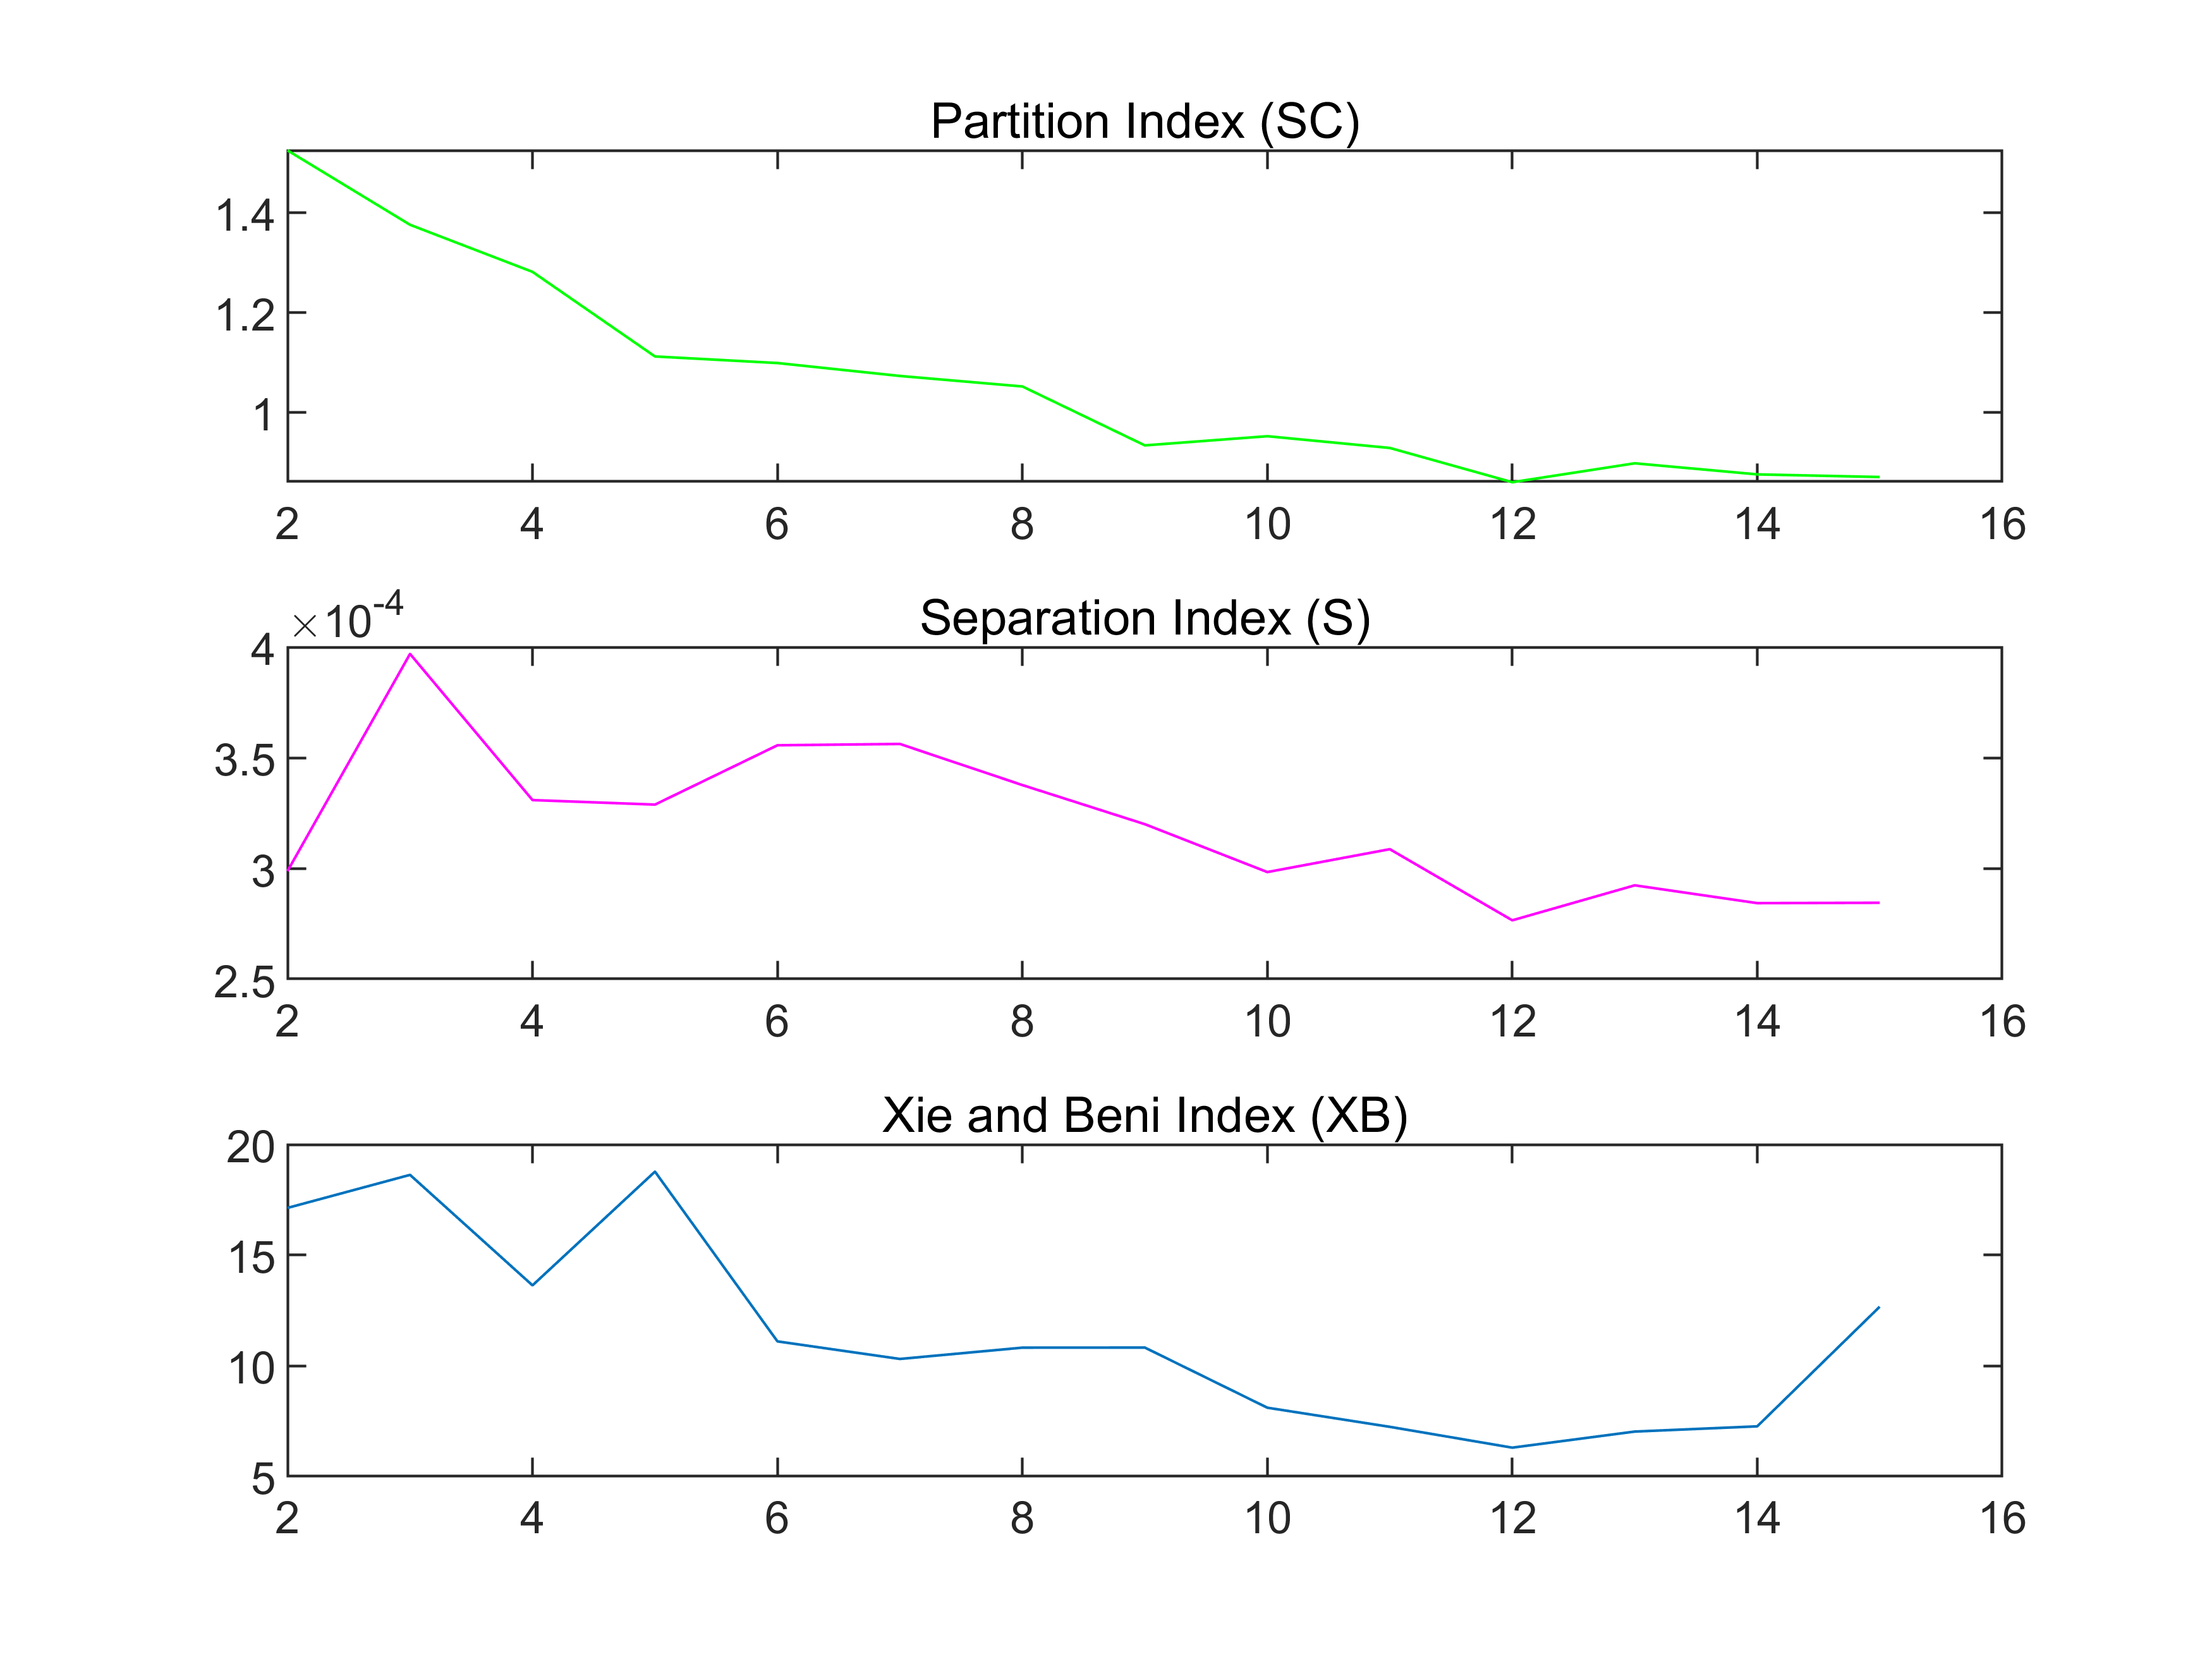 Partition Index (SC)
1.4
1.2
1
2 4 6 8 10 12 14 16
×10-4
Separation Index (S)
4
3.5
3
2.5
2 4 6 8 10 12 14 16
Xie and Beni Index (XB)
20
15
10
5
2 4 6 8 10 12 14 16